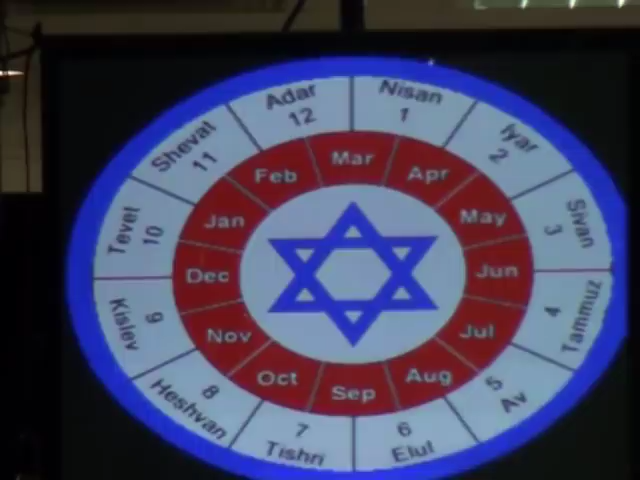 Nisan
1
Iyar
2
Sivan
3
Tammuz
4
Av
5
Elul
6
Tishri
7
Heshvan
8
Kislev
9
Tevet
10
Shevat
11
Adar
12
Mar
Apr
May
Jun
Jul
Aug
Sep
Oct
Nov
Dec
Jan
Feb